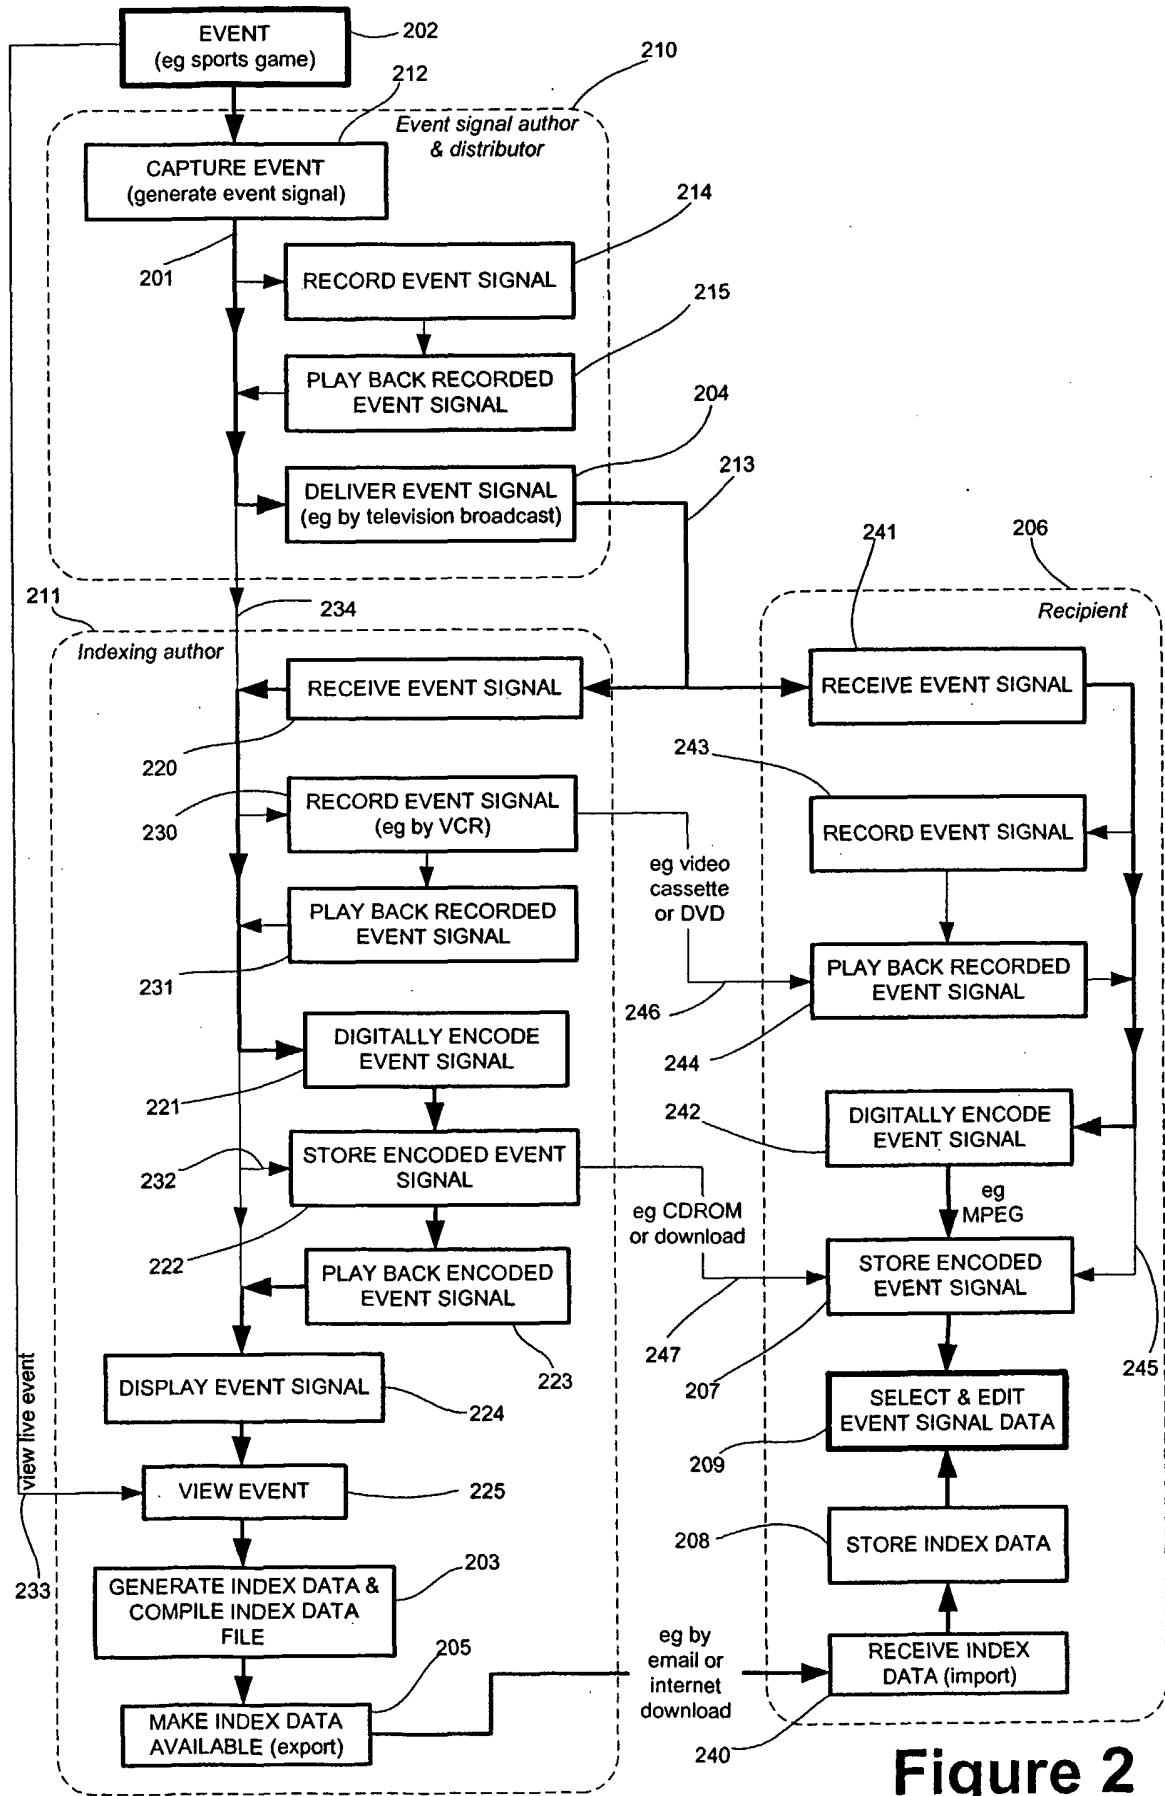 EVENT
(eg sports game)
202
210
212
Event signal author
& distributor
CAPTURE EVENT
(generate event signal)
214
201
RECORD EVENT SIGNAL
215
PLAY BACK RECORDED
EVENT SIGNAL
204
213
DELIVER EVENT SIGNAL
(eg by television broadcast)
241
206
211
234
Recipient
Indexing author
RECEIVE EVENT SIGNAL
RECEIVE EVENT SIGNAL
220
243
RECORD EVENT SIGNAL
(eg by VCR)
230
RECORD EVENT SIGNAL
eg video
cassette
or DVD
PLAY BACK RECORDED
EVENT SIGNAL
231
PLAY BACK RECORDED
EVENT SIGNAL
246
244
DIGITALLY ENCODE
EVENT SIGNAL
221
242
DIGITALLY ENCODE
EVENT SIGNAL
STORE ENCODED EVENT
SIGNAL
232
eg
MPEG
eg CDROM
or download
222
PLAY BACK ENCODED
EVENT SIGNAL
STORE ENCODED
EVENT SIGNAL
247
245
223
207
view live event
DISPLAY EVENT SIGNAL
224
SELECT & EDIT
EVENT SIGNAL DATA
209
VIEW EVENT
225
208
STORE INDEX DATA
203
233
GENERATE INDEX DATA &
COMPILE INDEX DATA
FILE
205
eg by
email or
internet
download
RECEIVE INDEX
DATA (import)
MAKE INDEX DATA
AVAILABLE (export)
240
Figure 2